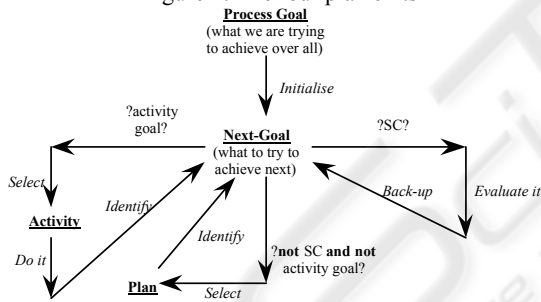 Process Goal
(what we are trying
to achieve over all)
Initialise
?activity
goal?
Next-Goal
(what to try to
achieve next)
?SC?
Select
Activity
Identify
Back-up
Evaluate it
Do it
Identify
?not SC and not
activity goal?
Plan
Select